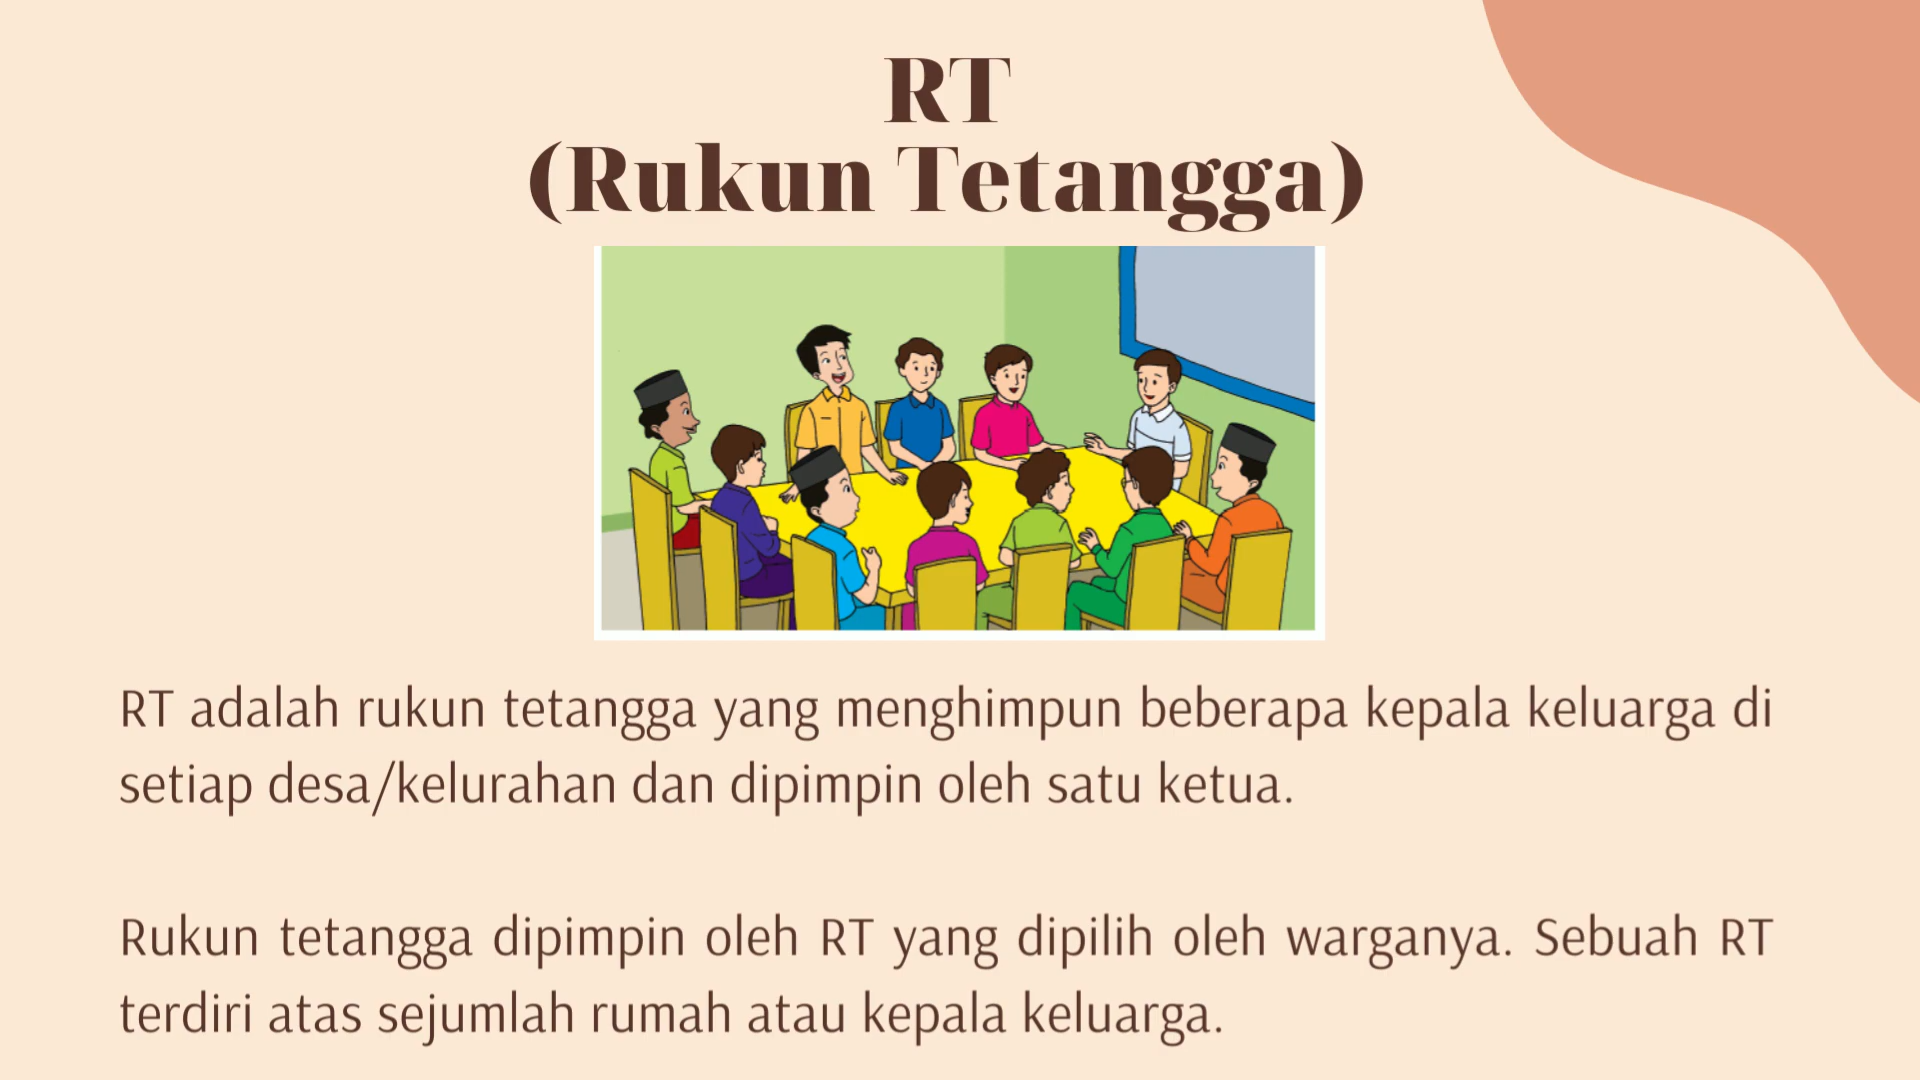 RT
(Rukun Tetangga)
RT adalah rukun tetangga yang menghimpun beberapa kepala keluarga di
setiap desa/kelurahan dan dipimpin oleh satu ketua.
Rukun tetangga dipimpin oleh RT yang dipilih oleh warganya. Sebuah RT
terdiri atas sejumlah rumah atau kepala keluarga.